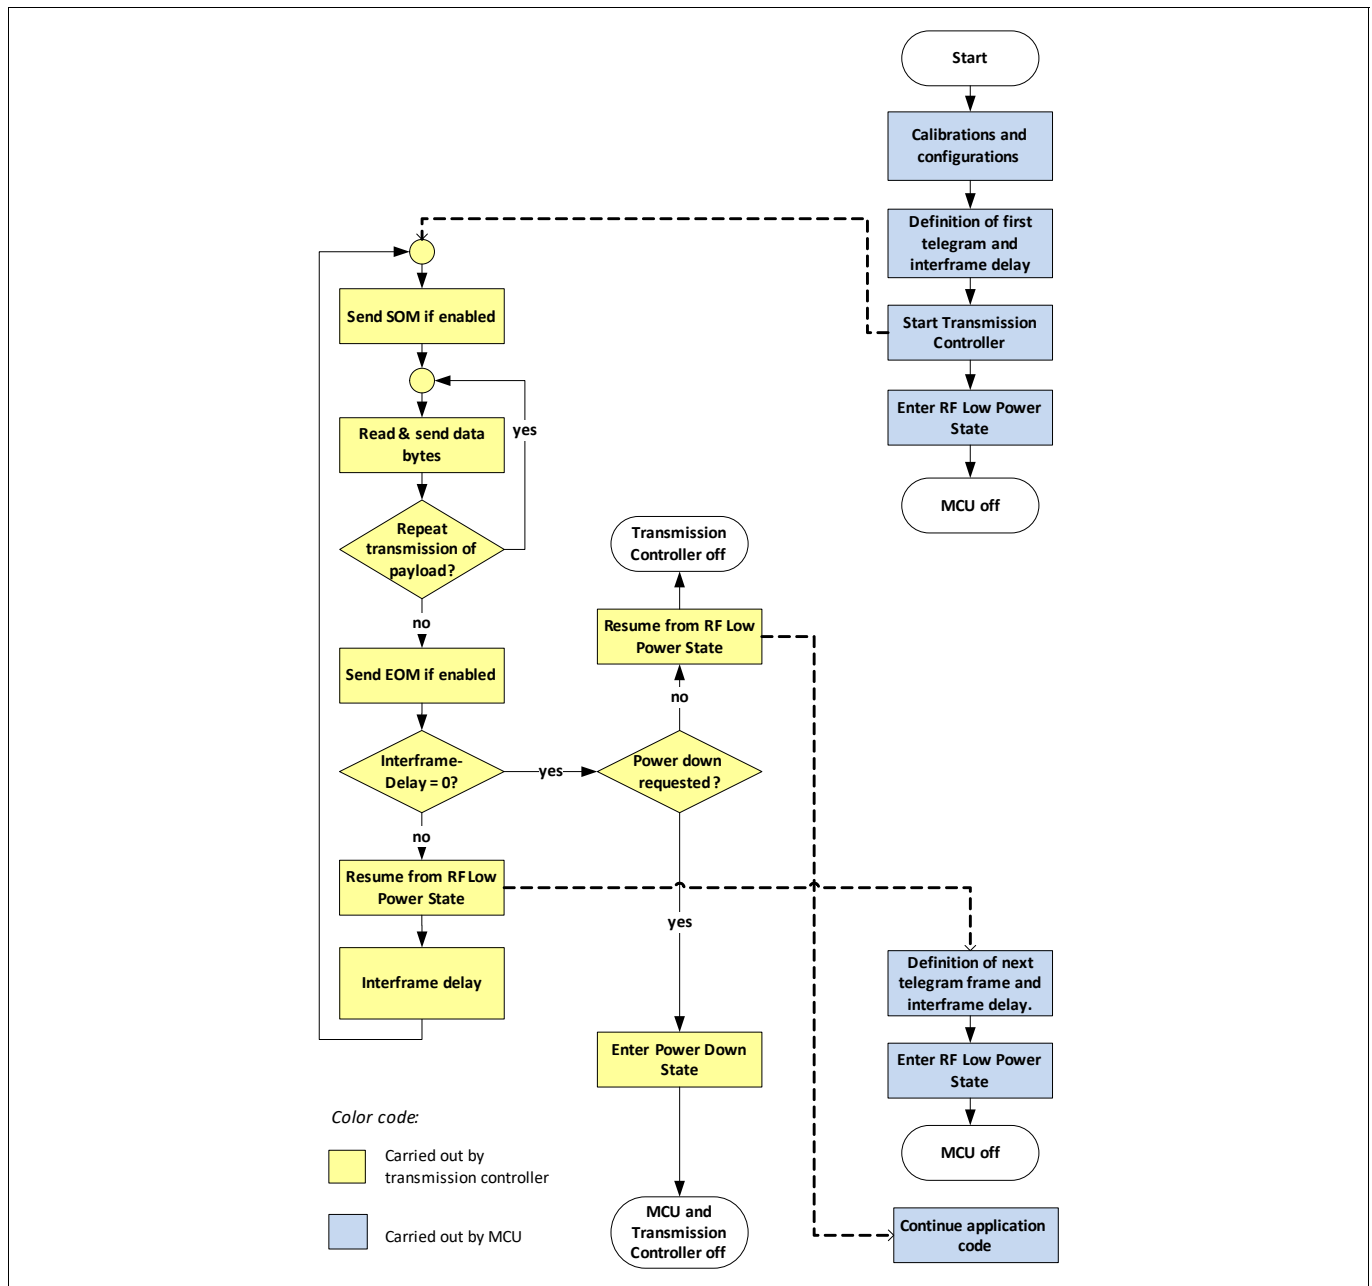 Start
Calibrations and
configurations
Definition of first
telegram and
interframe delay
Start Transmission
Controller
Enter RF Low Power
State
MCU off
Send SOM if enabled
Read & send data
bytes
yes
Repeat
transmission of
payload?
no
Send EOM if enabled
Interframe-
Delay = 0?
yes
no
Resume from RF Low
Power State
Interframe delay
Transmission
Controller off
Resume from RF Low
Power State
no
Power down
requested ?
yes
Enter Power Down
State
MCU and
Transmission
Controller off
Definition of next
telegram frame and
interframe delay.
Enter RF Low Power
State
MCU off
Continue application
code
Color code:
Carried out by
transmission controller
Carried out by MCU